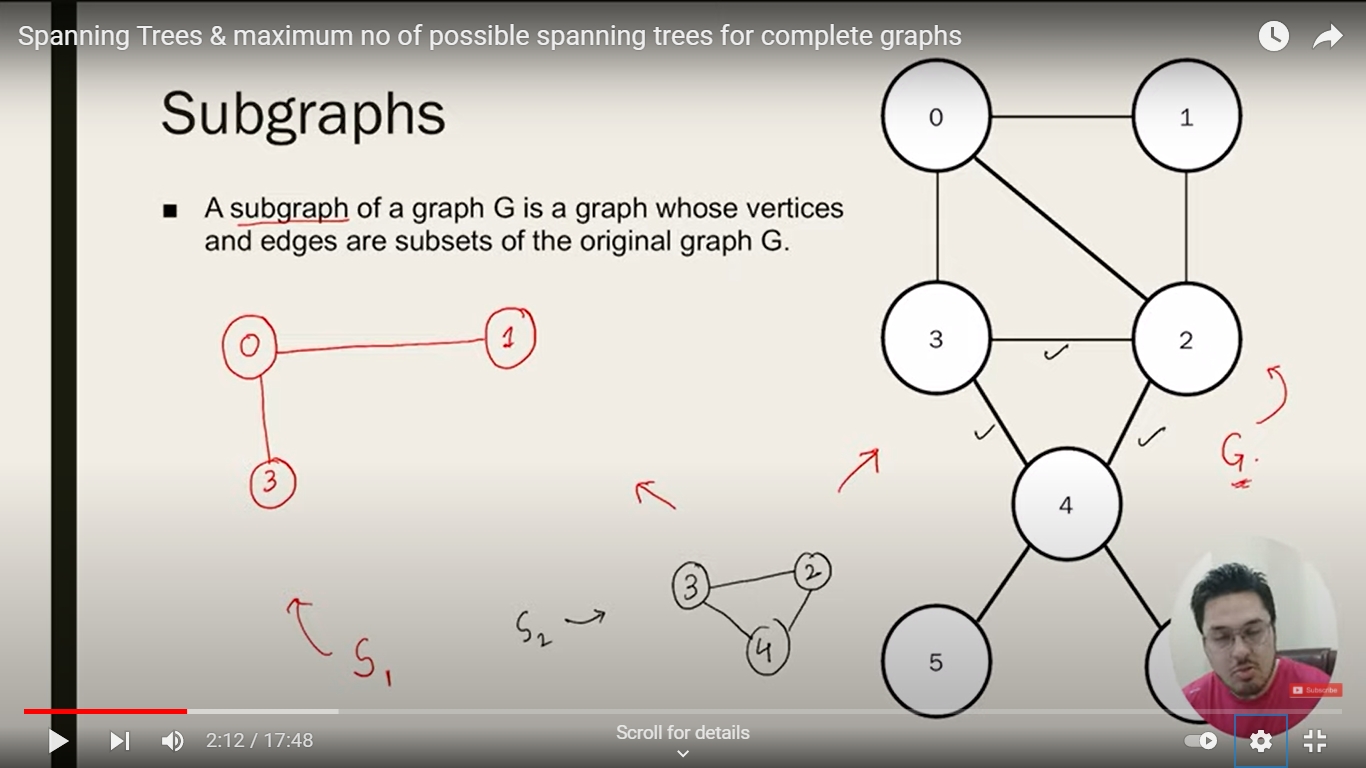 Spanning Trees & maximum no of possible spanning trees for complete graphs
Subgraphs
■ A subgraph of a graph G is a graph whose vertices
and edges are subsets of the original graph G.
0
1
3
2
4
5
0
1
3
G.
S1
S2
3
2
4
Subscribe
2:12 / 17:48
Scroll for details